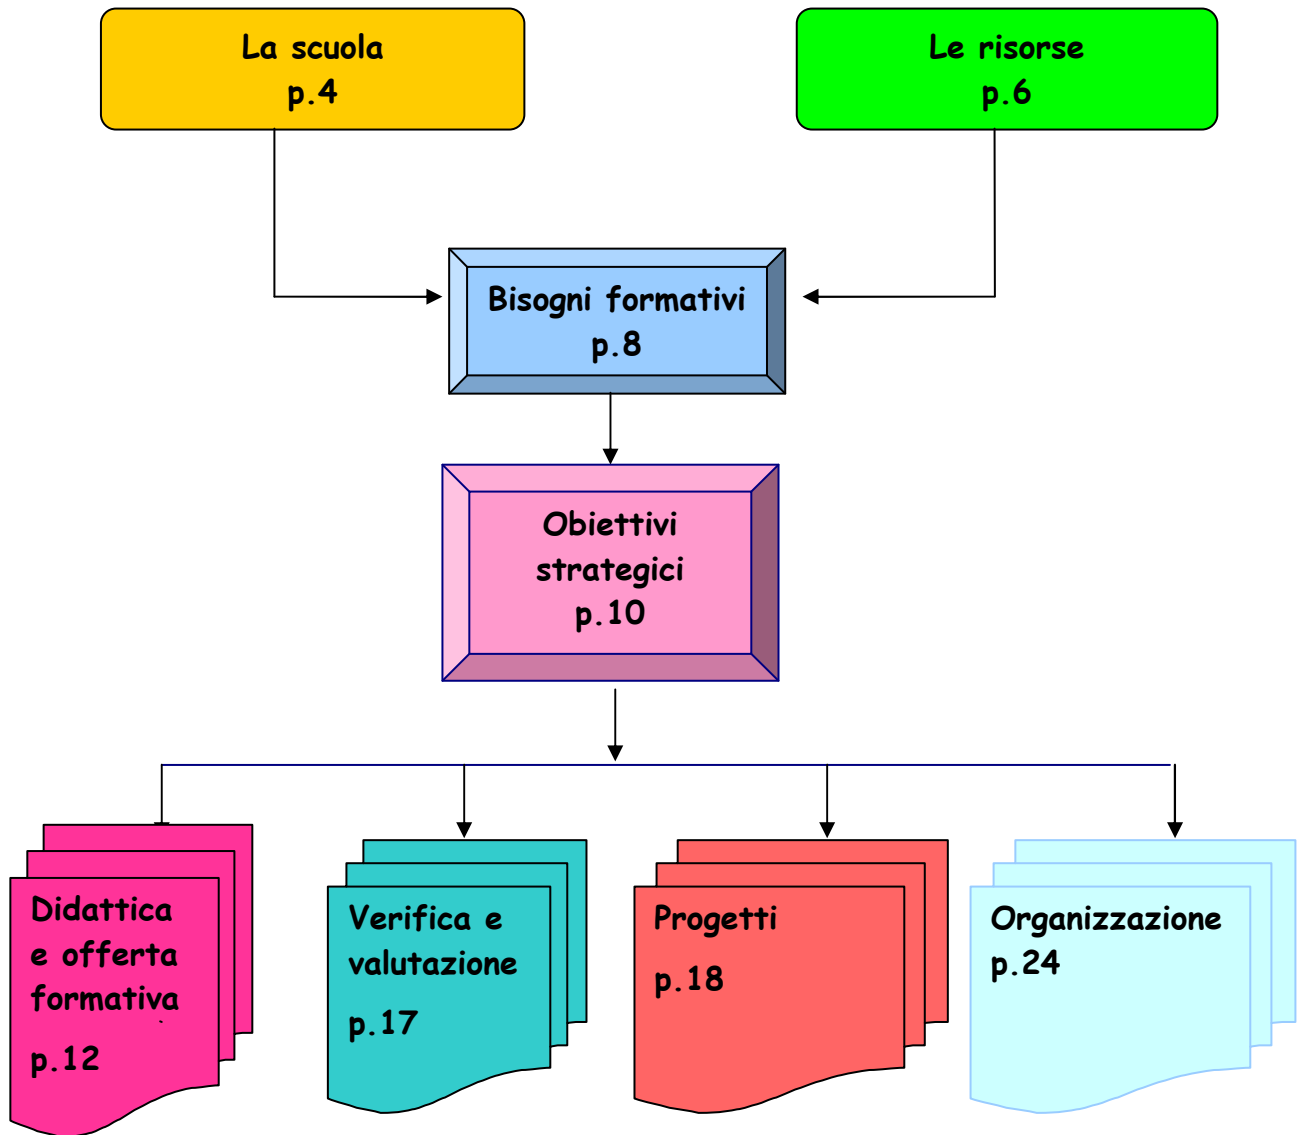 La scuola
p.4
Le risorse
p.6
Bisogni formativi
p.8
Obiettivi
strategici
p.10
Didattica
e offerta
formativa
p.12
Verifica e
valutazione
p.17
Progetti
p.18
Organizzazione
p.24